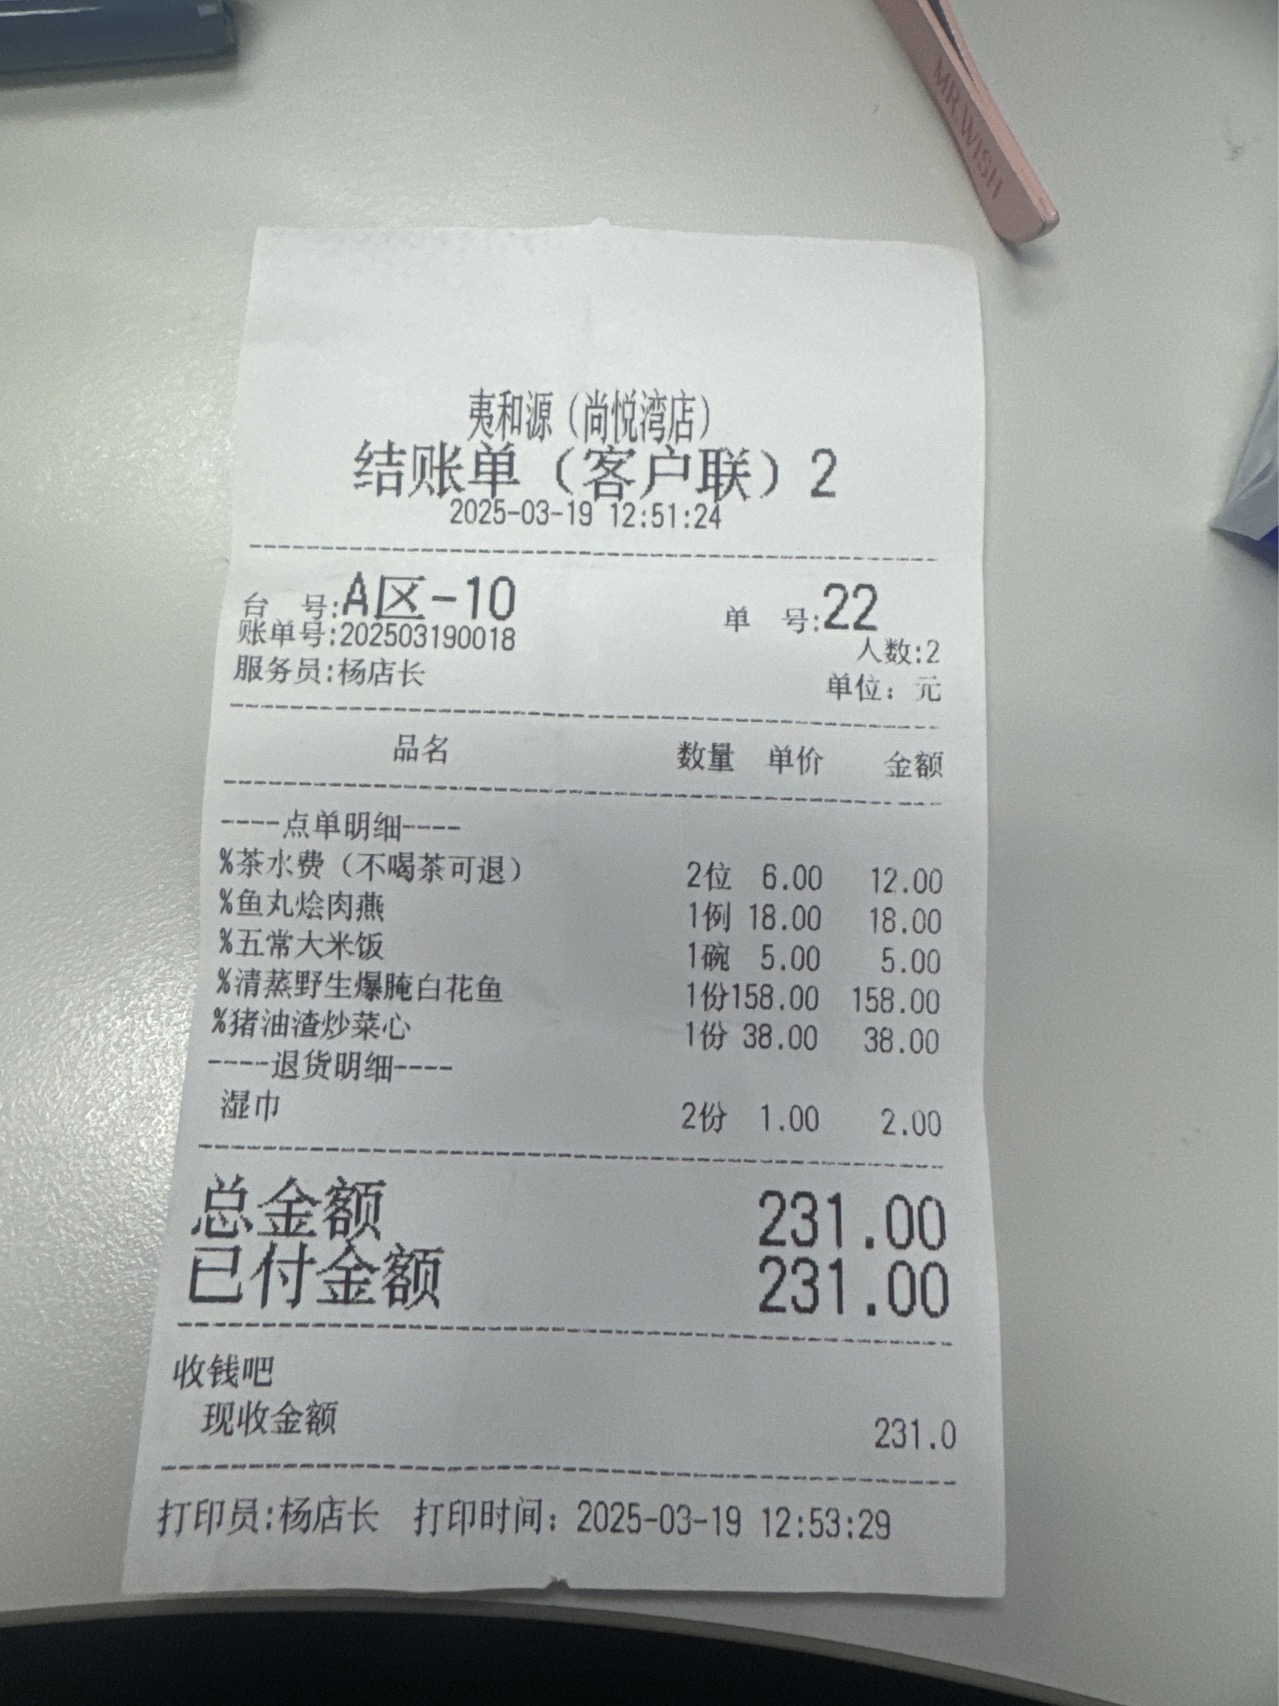 MR.WISH
夷和源（尚悦湾店）
结账单（客户联）2
2025-03-19 12:51:24
台 号:A区-10 单 号:22
账单号:202503190018 人数:2
服务员:杨店长 单位：元
品名 数量 单价 金额
----点单明细----
%茶水费（不喝茶可退） 2位 6.00 12.00
%鱼丸烩肉燕 1例 18.00 18.00
%五常大米饭 1碗 5.00 5.00
%清蒸野生爆腌白花鱼 1份158.00 158.00
%猪油渣炒菜心 1份 38.00 38.00
----退货明细----
湿巾 2份 1.00 2.00
总金额 231.00
已付金额 231.00
收钱吧
现收金额 231.0
打印员:杨店长 打印时间：2025-03-19 12:53:29